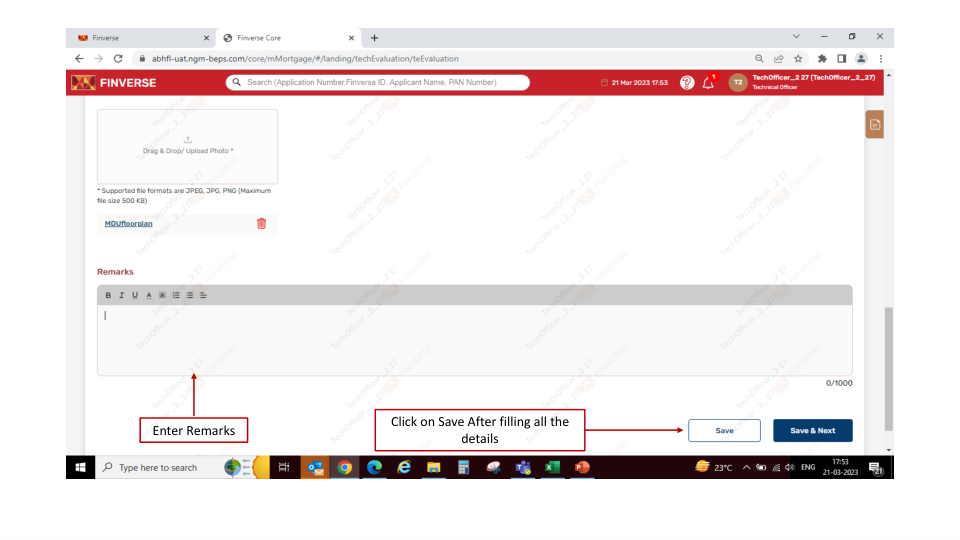 Finverse
Finverse Core
abhfl-uat.ngm-beps.com/core/mMortgage/#/landing/techEvaluation/teEvaluation
FINVERSE
Search (Application Number,Finverse ID, Applicant Name, PAN Number)
21 Mar 2023 17:53
1
T2
TechOfficer_2 27 (TechOfficer_2_27)
Technical Officer
Drag & Drop/ Upload Photo *
* Supported file formats are JPEG, JPG, PNG (Maximum
file size 500 KB)
MDUfloorplan
Remarks
B I U A
0/1000
Enter Remarks
Click on Save After filling all the
details
Save
Save & Next
Type here to search
23°C
ENG
17:53
21-03-2023
21